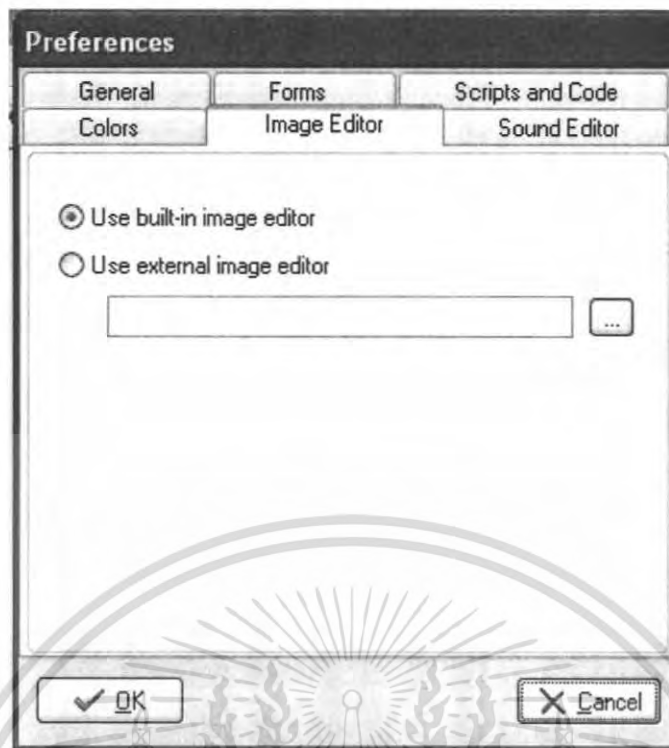 Preferences
General Forms Scripts and Code
Colors Image Editor Sound Editor
Use built-in image editor
Use external image editor
...
OK Cancel